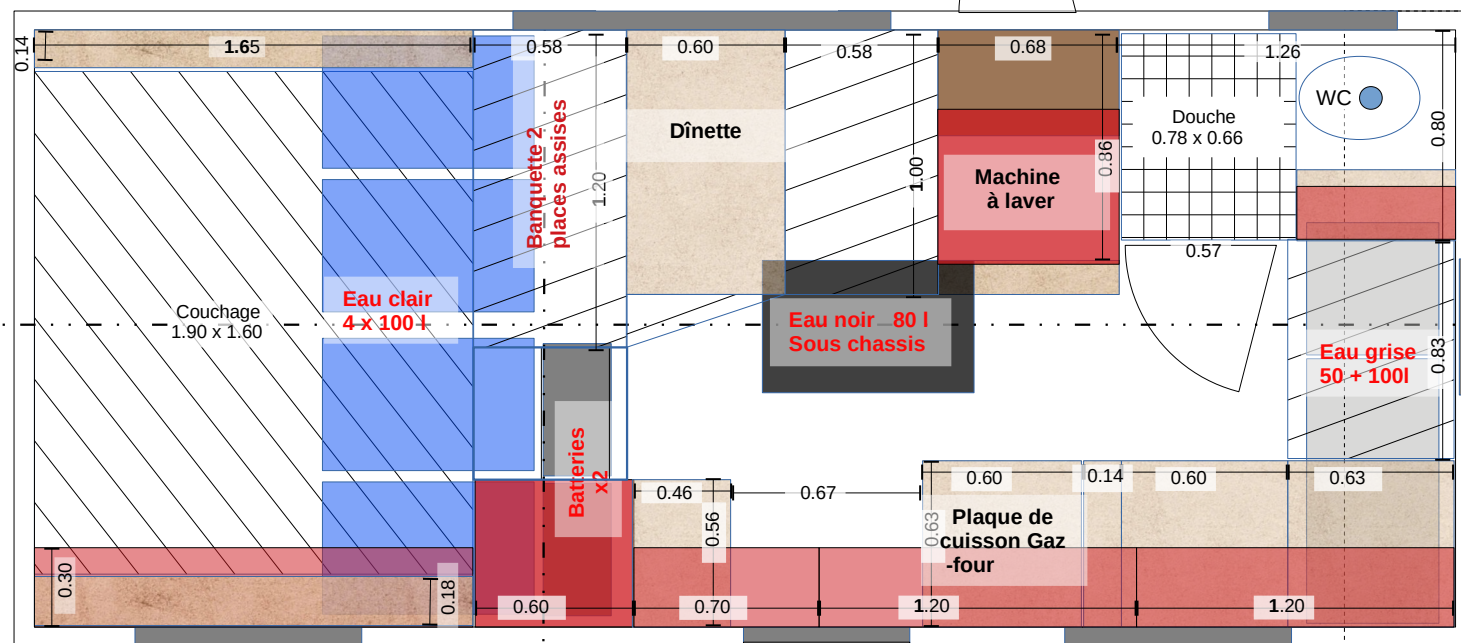 0.14
1.65
0.58
0.60
0.58
0.68
1.26
Banquette 2
places assises
1.20
Dînette
1.00
0.86
Machine
à laver
Douche
0.78 x 0.66
WC
0.80
0.57
Couchage
1.90 x 1.60
Eau clair
4 x 100 l
Eau noir 80 l
Sous chassis
Eau grise
50 + 100l
0.83
Batteries
x2
0.46
0.67
0.60
0.14
0.60
0.63
0.56
0.63
Plaque de
cuisson Gaz
-four
0.30
0.18
0.60
0.70
1.20
1.20